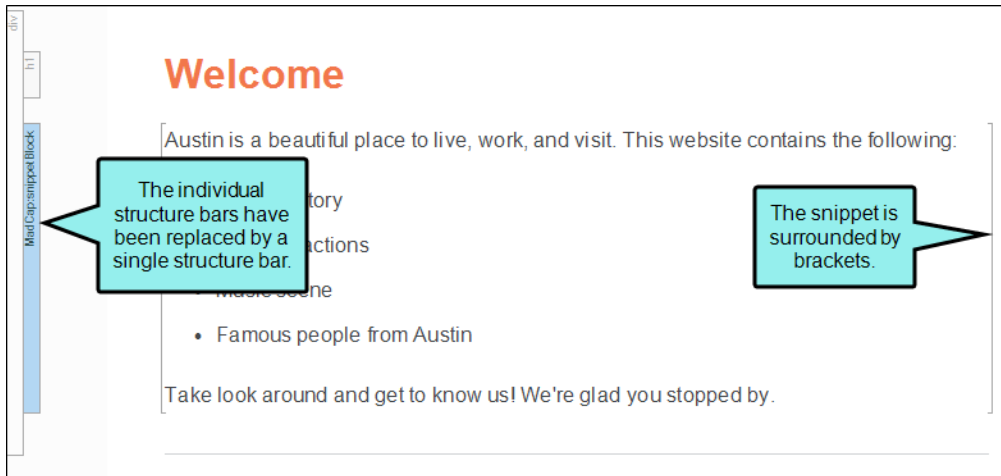 div
h1
Welcome
MadCap:snippetBlock
Austin is a beautiful place to live, work, and visit. This website contains the following:
The individual
structure bars have
been replaced by a
single structure bar.
tory
actions
Music scene
• Famous people from Austin
The snippet is
surrounded by
brackets.
Take look around and get to know us! We're glad you stopped by.